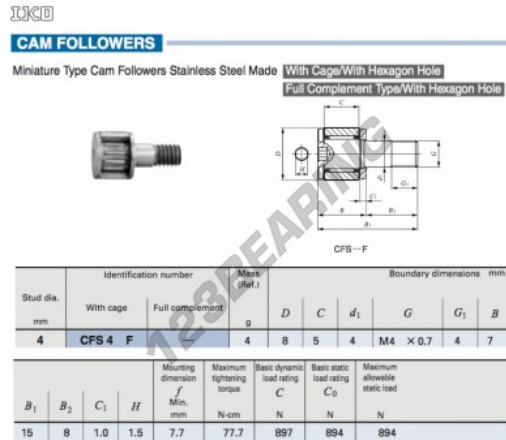 IKO
CAM FOLLOWERS
Miniature Type Cam Followers Stainless Steel Made With Cage/With Hexagon Hole
Full Complement Type/With Hexagon Hole
C
D
H
d₁
G
G₁
C₁
B
B₂
B₁
CFS…F
123BEARING
Stud dia. mm
Identification number
Mass (Ref.) g
Boundary dimensions mm
With cage
Full complement
D C d₁ G G₁ B
4 CFS 4 F — 4 8 5 4 M4 ×0.7 4 7
B₁ B₂ C₁ H
Mounting dimension f Min. mm
Maximum tightening torque N-cm
Basic dynamic load rating C N
Basic static load rating C₀ N
Maximum allowable static load N
15 8 1.0 1.5 7.7 77.7 897 894 894